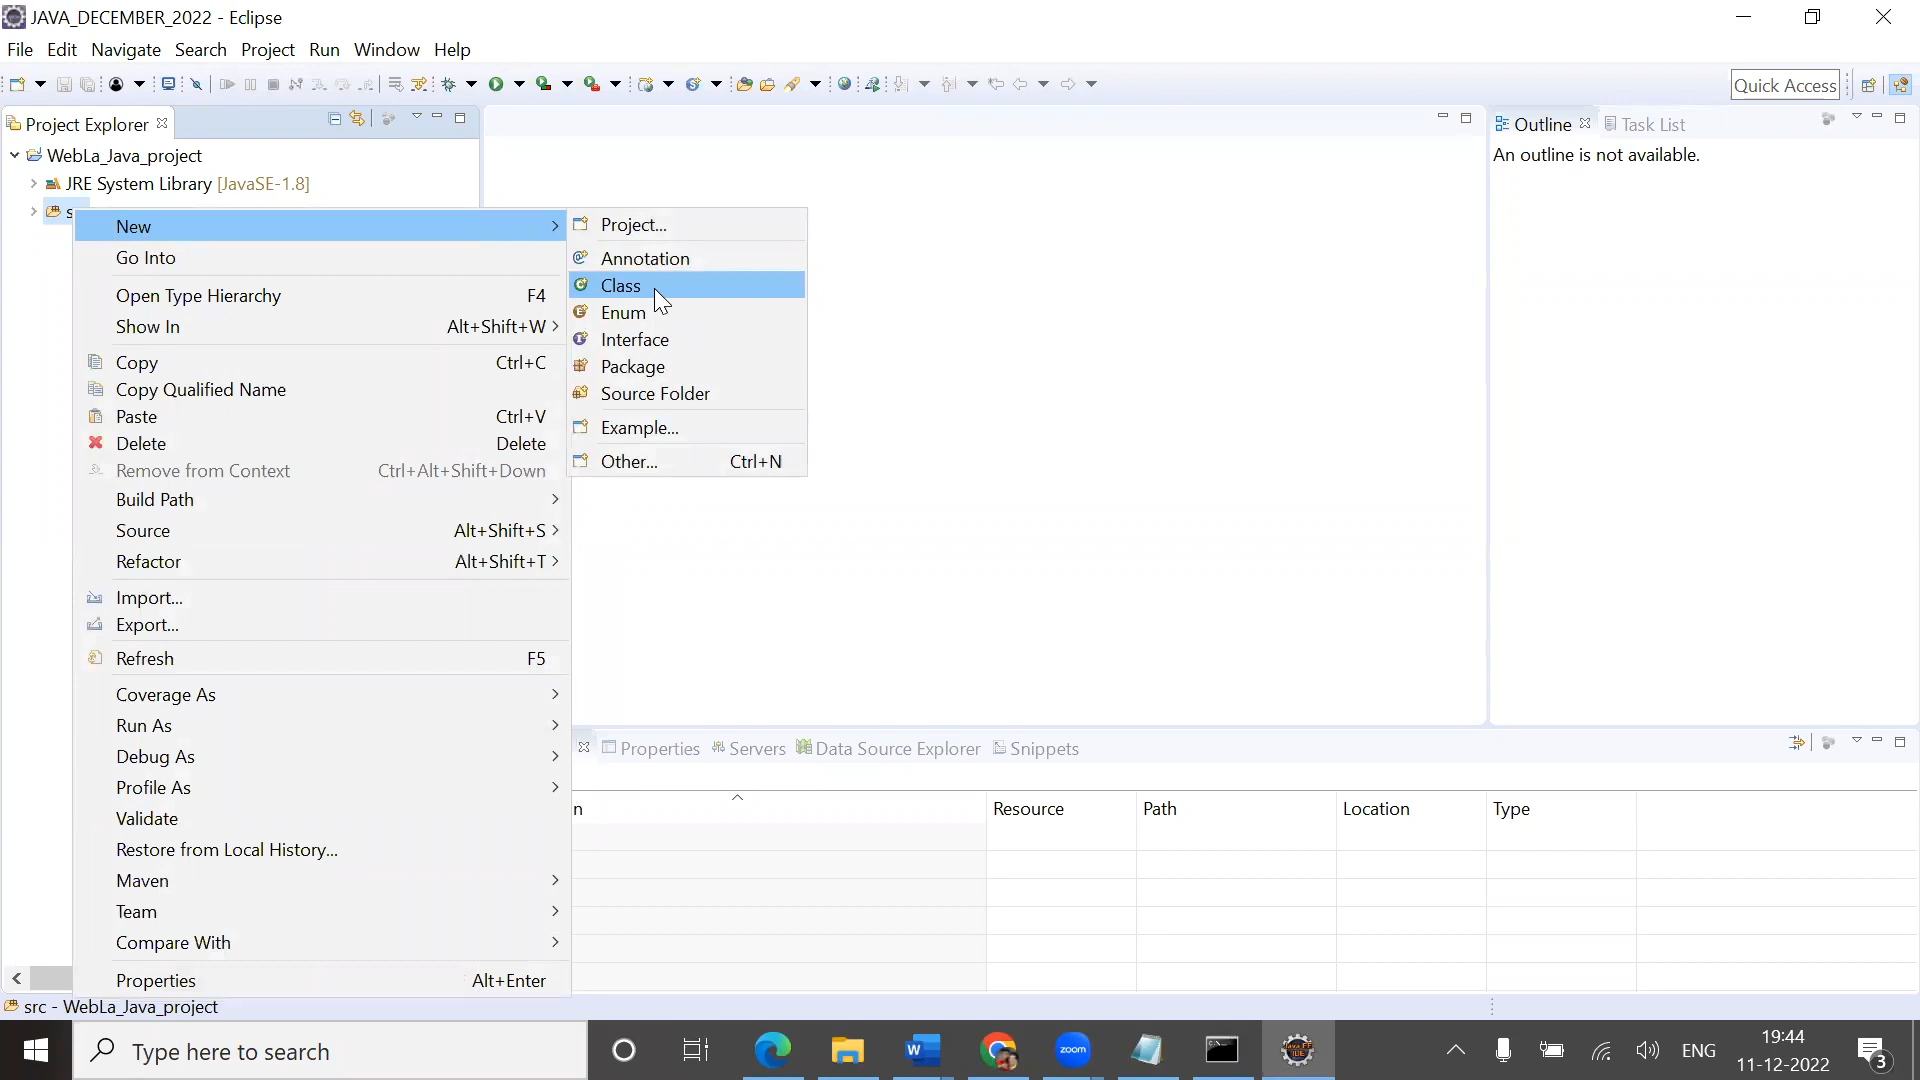 JAVA_DECEMBER_2022 - Eclipse
File Edit Navigate Search Project Run Window Help
Quick Access
Project Explorer
WebLa_Java_project
JRE System Library [JavaSE-1.8]
s
New
Go Into
Open Type Hierarchy F4
Show In Alt+Shift+W
Copy Ctrl+C
Copy Qualified Name
Paste Ctrl+V
Delete Delete
Remove from Context Ctrl+Alt+Shift+Down
Build Path
Source Alt+Shift+S
Refactor Alt+Shift+T
Import...
Export...
Refresh F5
Coverage As
Run As
Debug As
Profile As
Validate
Restore from Local History...
Maven
Team
Compare With
Properties Alt+Enter
Project...
Annotation
Class
Enum
Interface
Package
Source Folder
Example...
Other... Ctrl+N
Outline Task List
An outline is not available.
Properties Servers Data Source Explorer Snippets
n Resource Path Location Type
src - WebLa_Java_project
Type here to search
W
zoom
ENG
19:44
11-12-2022
3